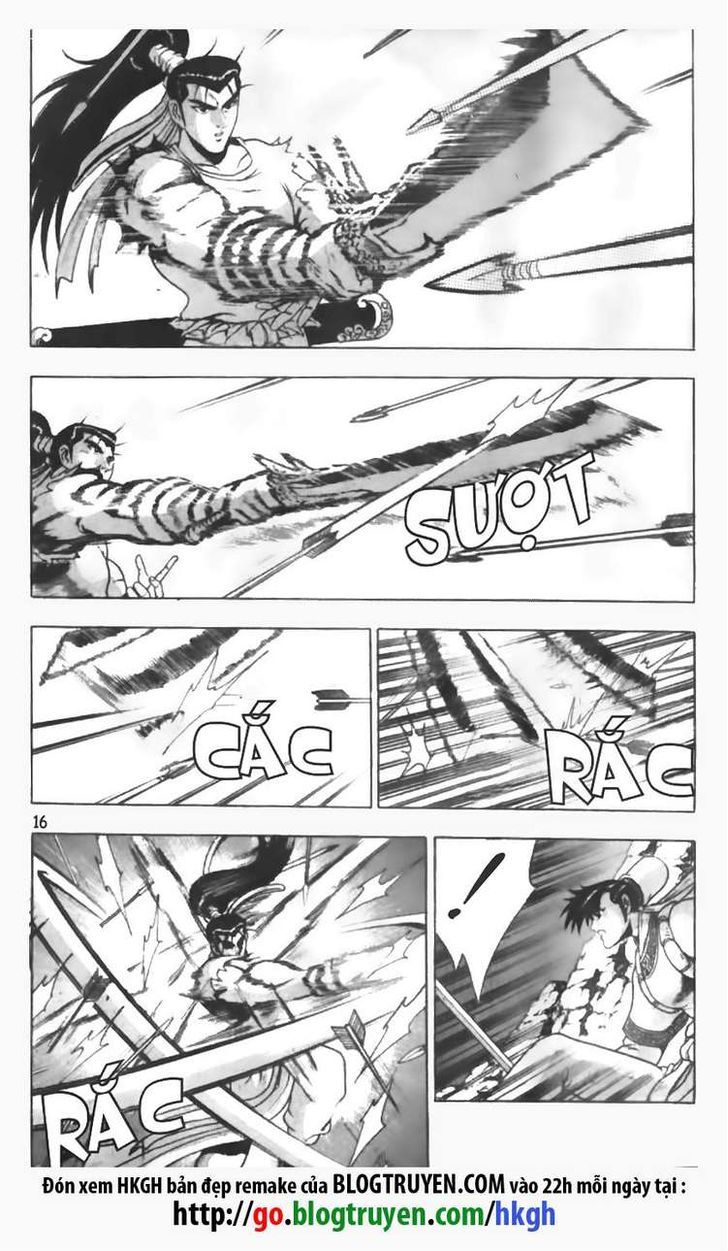 SƯỢT
CẮC
RẮC
16
!
RẮC
Đón xem HKGH bản đẹp remake của BLOGTRUYEN.COM vào 22h mỗi ngày tại :
http://go.blogtruyen.com/hkgh